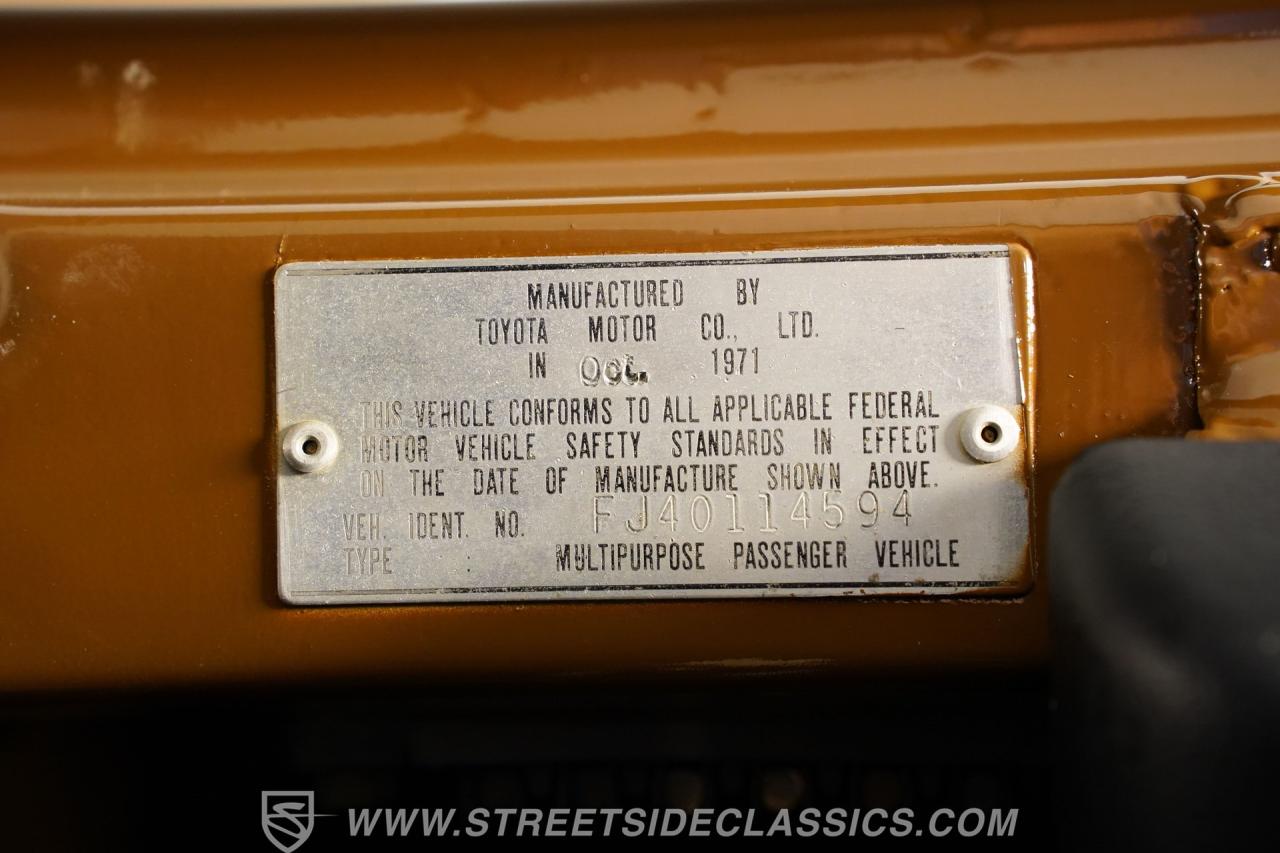 MANUFACTURED BY
TOYOTA MOTOR CO., LTD.
IN Oct. 1971
THIS VEHICLE CONFORMS TO ALL APPLICABLE FEDERAL
MOTOR VEHICLE SAFETY STANDARDS IN EFFECT
ON THE DATE OF MANUFACTURE SHOWN ABOVE.
VEH. IDENT. NO. FJ40114594
TYPE MULTIPURPOSE PASSENGER VEHICLE
WWW.STREETSIDECLASSICS.COM